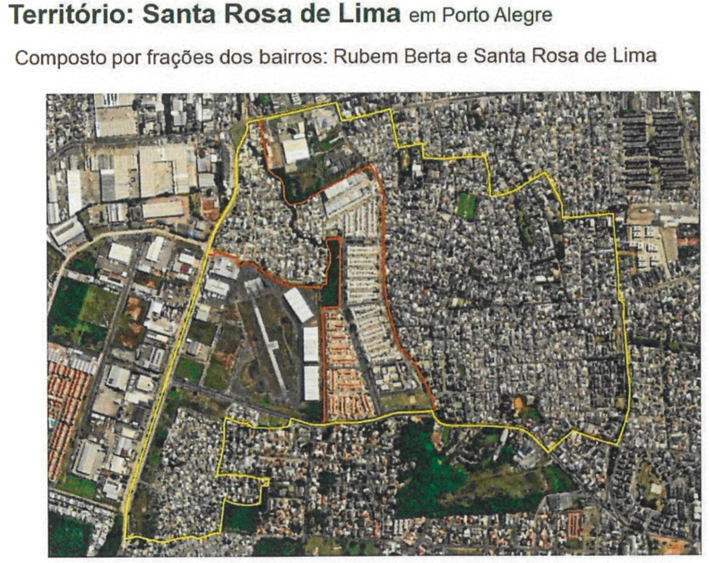 Território: Santa Rosa de Lima em Porto Alegre
Composto por frações dos bairros: Rubem Berta e Santa Rosa de Lima